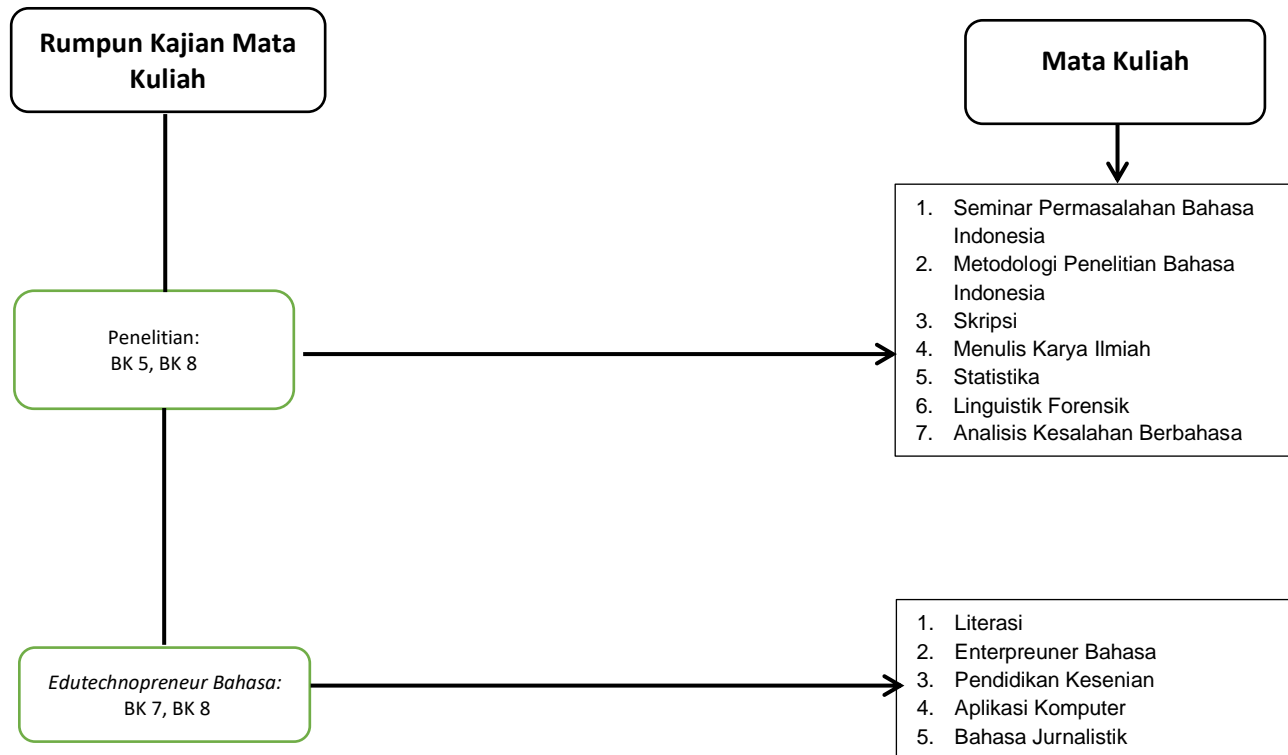 Rumpun Kajian Mata
Kuliah
Mata Kuliah
1. Seminar Permasalahan Bahasa
Indonesia
2. Metodologi Penelitian Bahasa
Indonesia
3. Skripsi
4. Menulis Karya Ilmiah
5. Statistika
6. Linguistik Forensik
7. Analisis Kesalahan Berbahasa
Penelitian:
BK 5, BK 8
1. Literasi
2. Enterpreuner Bahasa
3. Pendidikan Kesenian
4. Aplikasi Komputer
5. Bahasa Jurnalistik
Edutechnopreneur Bahasa:
BK 7, BK 8